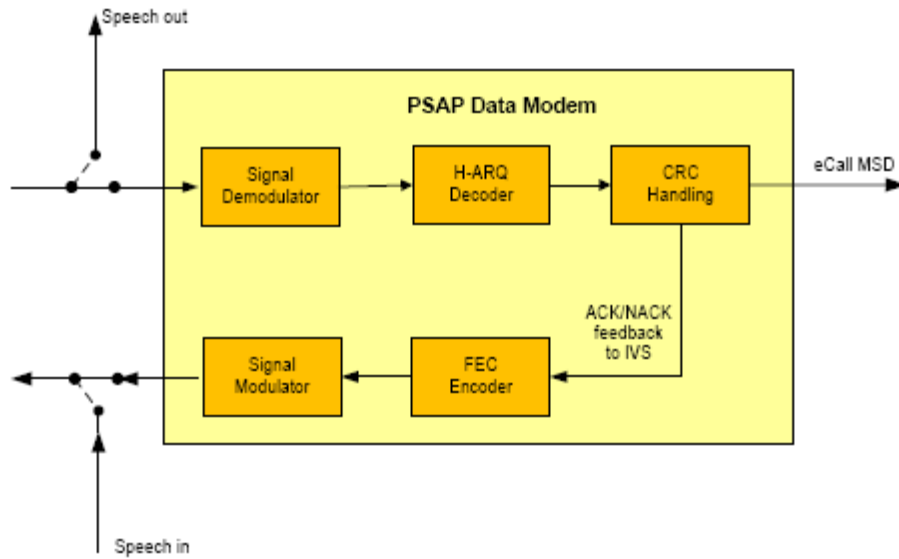 Speech out
PSAP Data Modem
Signal
Demodulator
H-ARQ
Decoder
CRC
Handling
eCall MSD
ACK/NACK
feedback
to IVS
Signal
Modulator
FEC
Encoder
Speech in